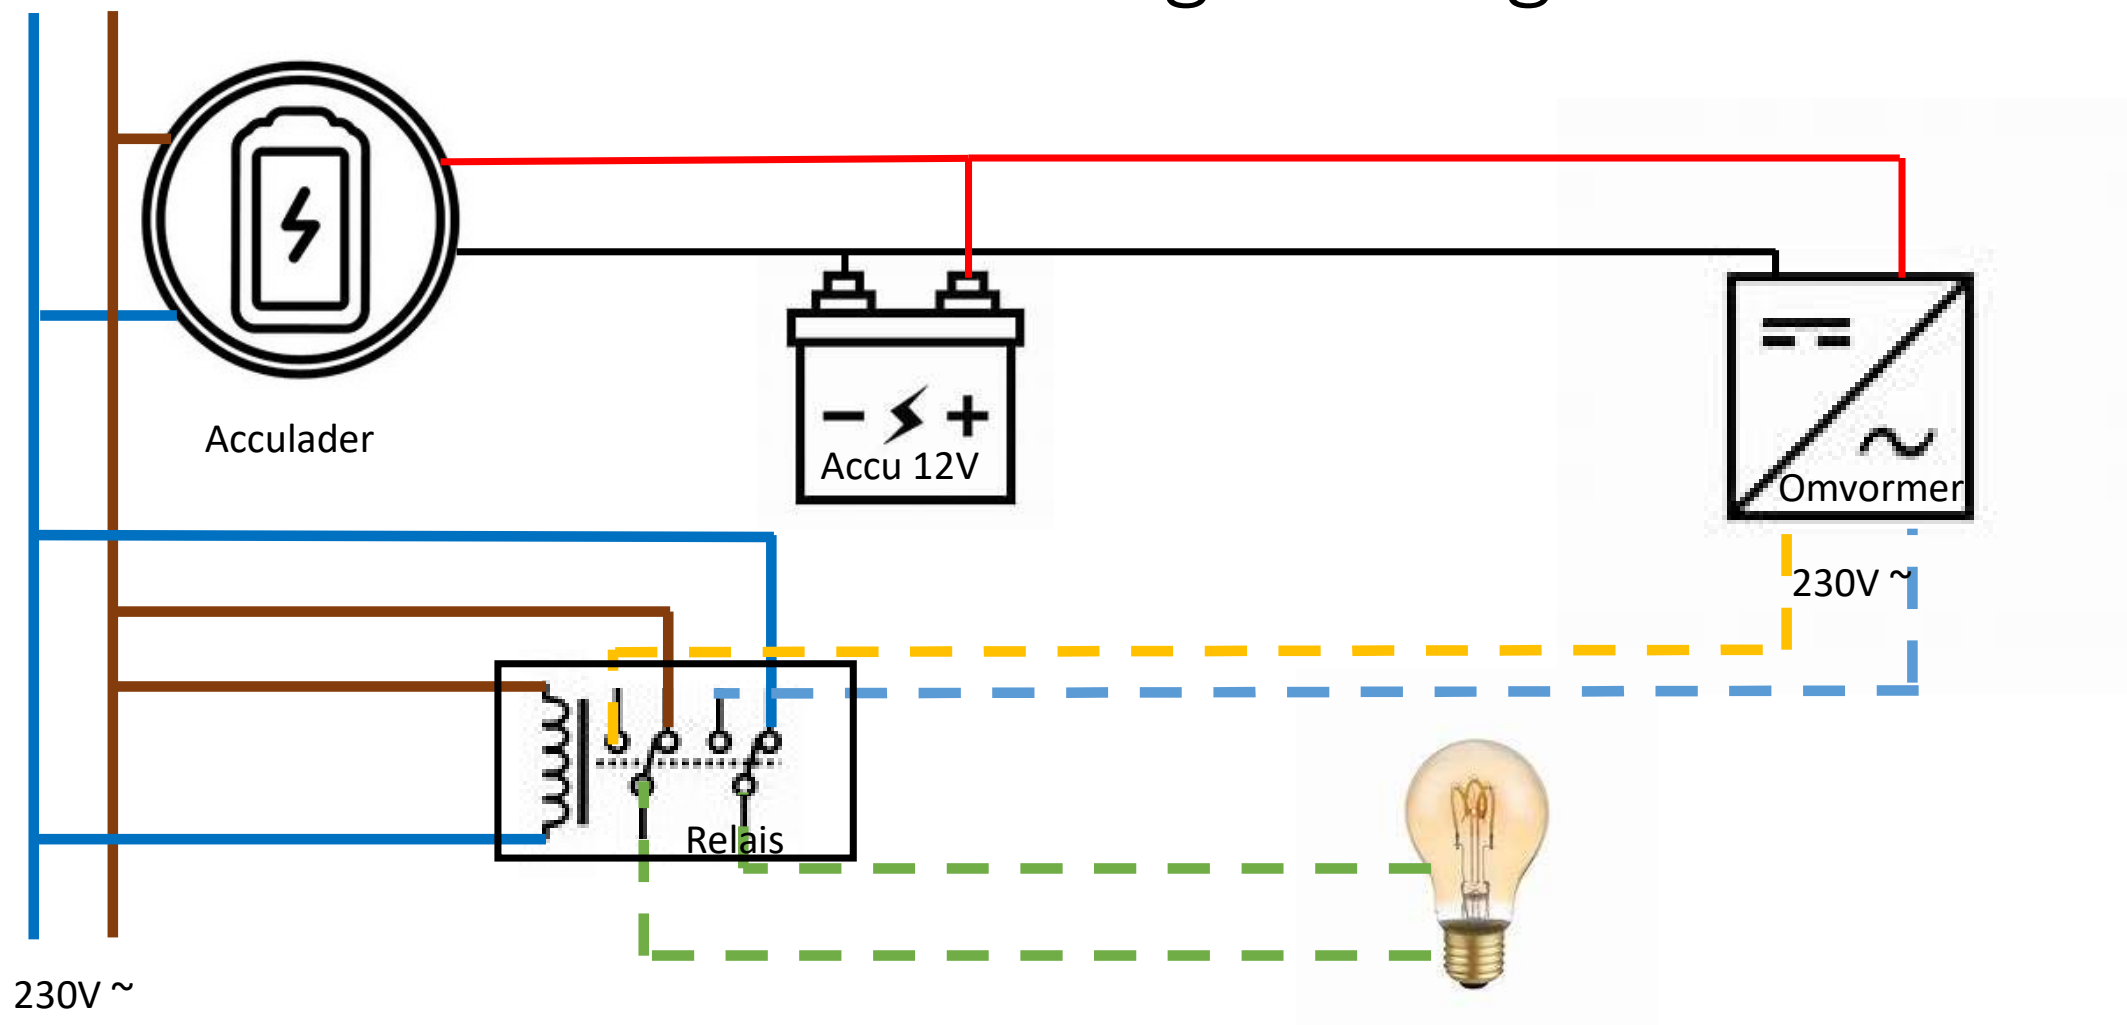 Acculader
Accu 12V
Omvormer
230V ~
Relais
230V ~